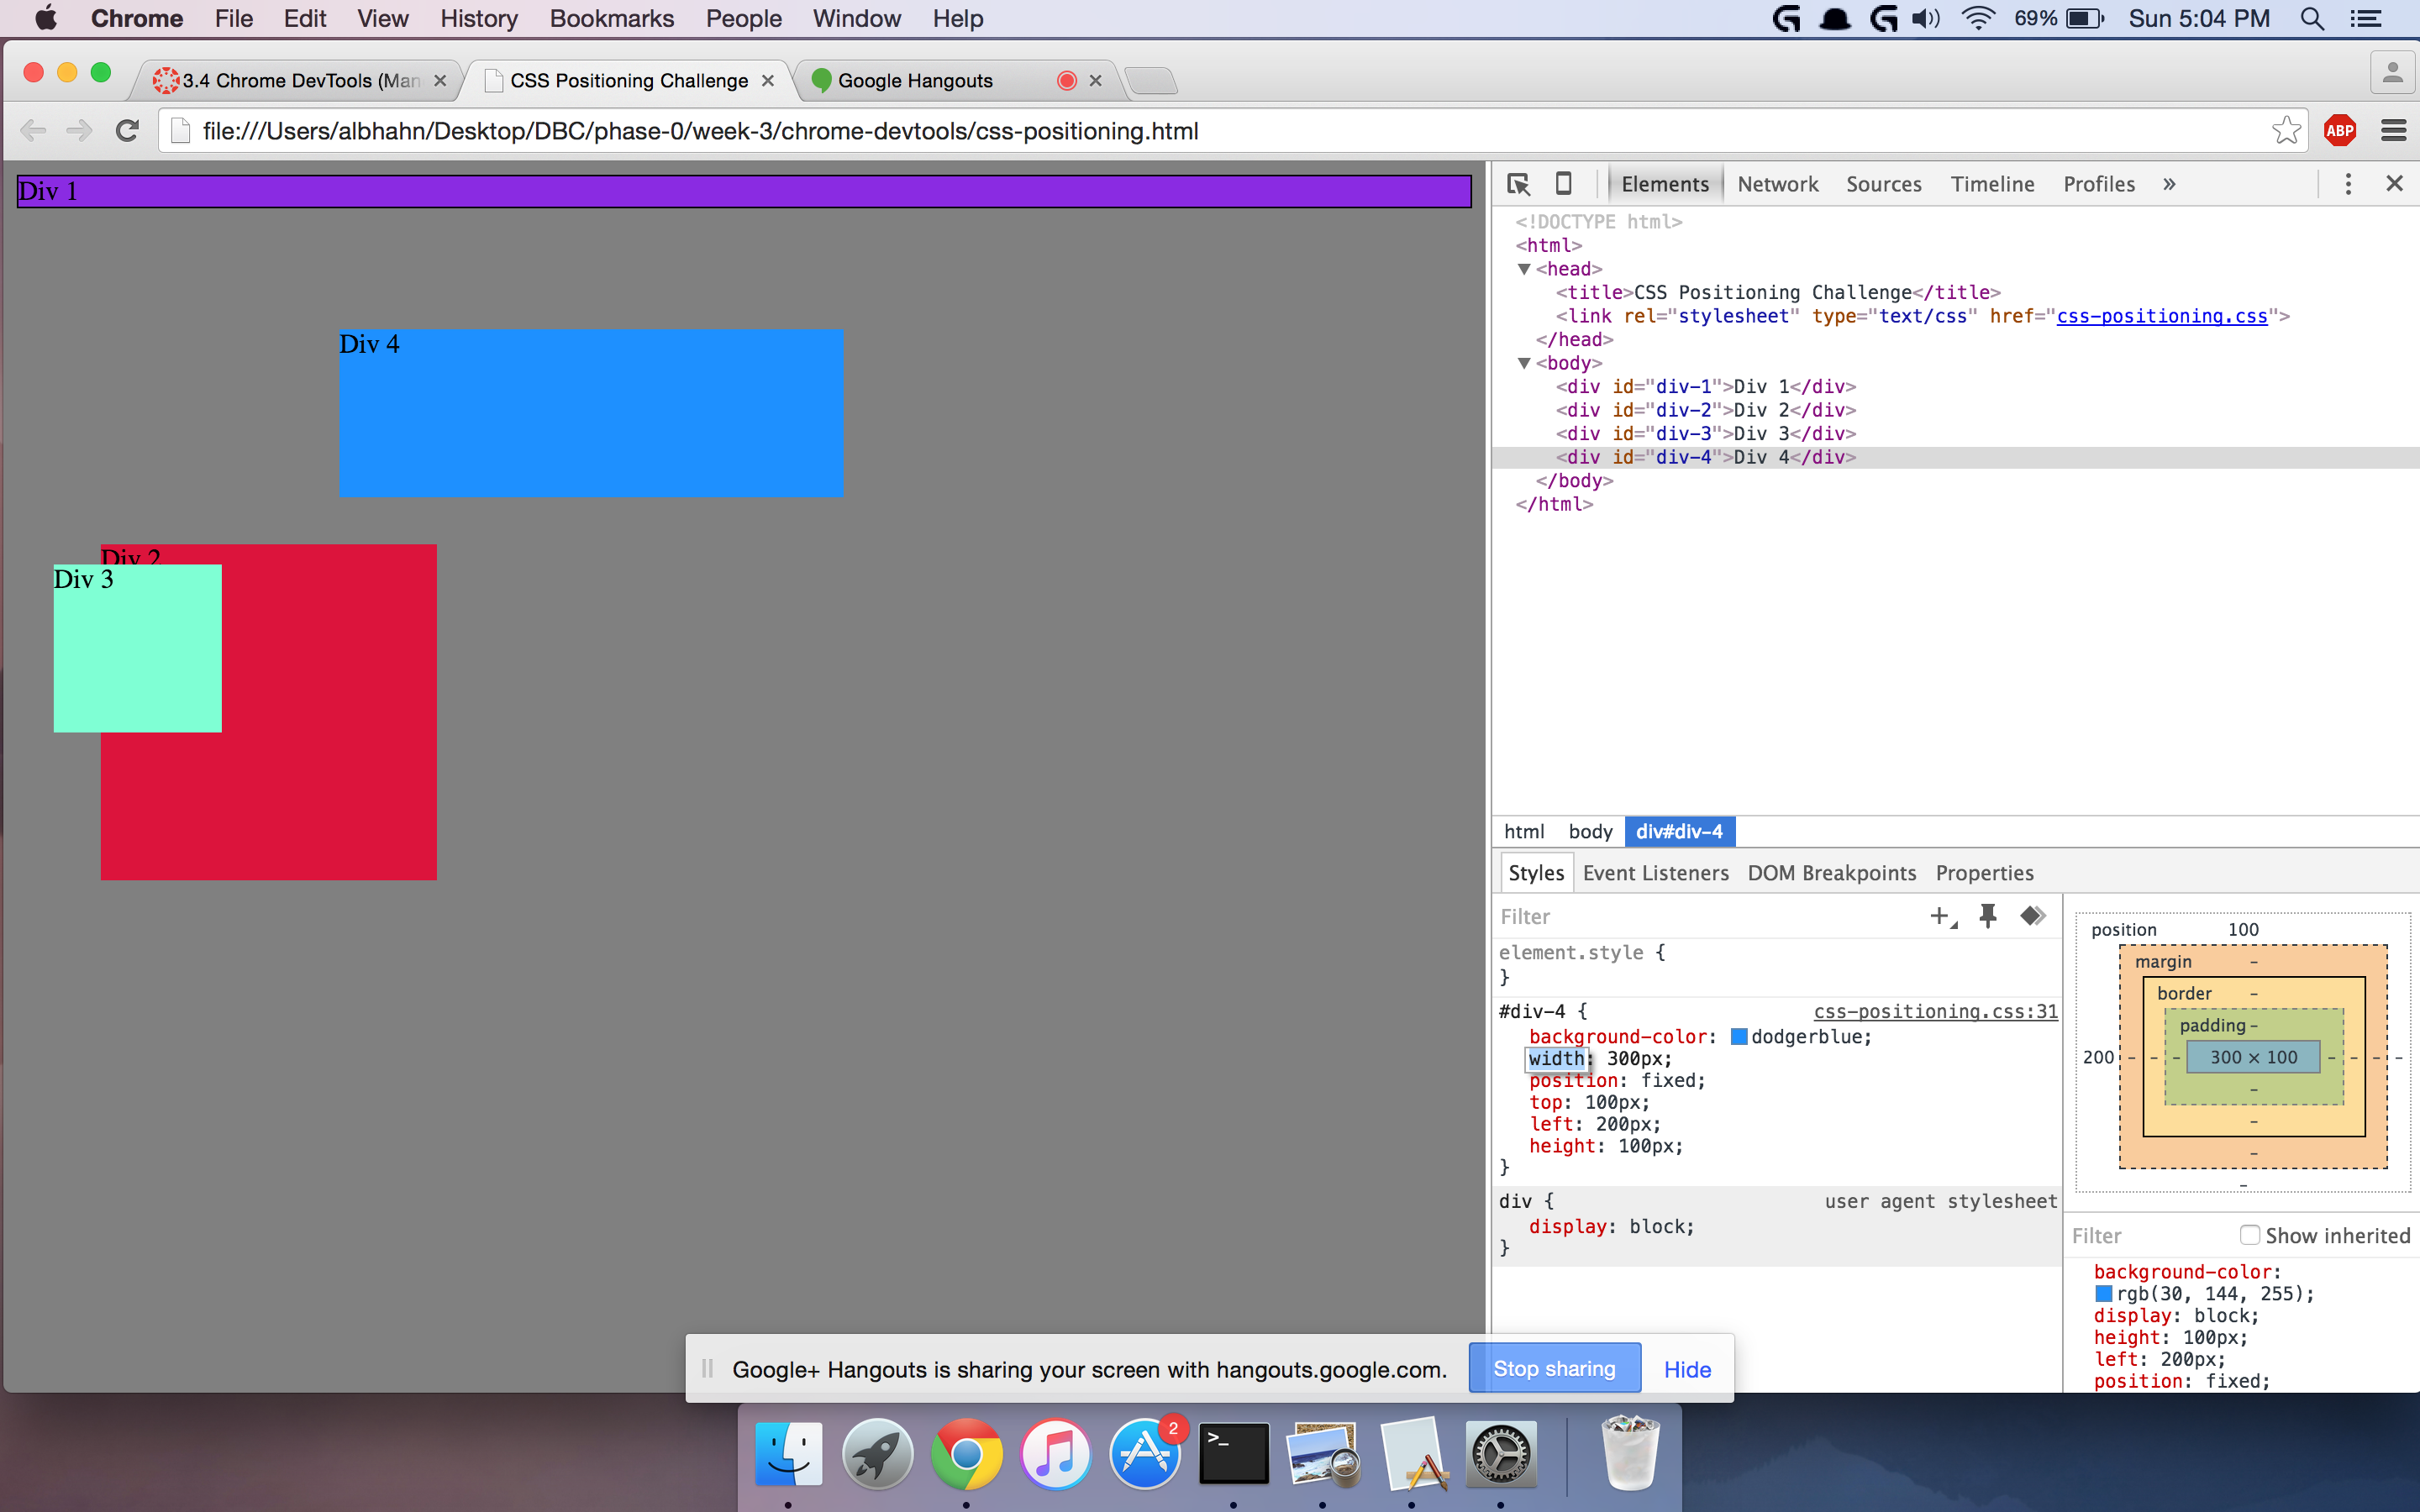 Chrome File Edit View History Bookmarks People Window Help 69% Sun 5:04 PM
3.4 Chrome DevTools (Man CSS Positioning Challenge Google Hangouts
file:///Users/albhahn/Desktop/DBC/phase-0/week-3/chrome-devtools/css-positioning.html ABP
Div 1
Div 4
Div 2
Div 3
Elements Network Sources Timeline Profiles »
<!DOCTYPE html>
<html>
<head>
<title>CSS Positioning Challenge</title>
<link rel="stylesheet" type="text/css" href="css-positioning.css">
</head>
<body>
<div id="div-1">Div 1</div>
<div id="div-2">Div 2</div>
<div id="div-3">Div 3</div>
<div id="div-4">Div 4</div>
</body>
</html>
html body div#div-4
Styles Event Listeners DOM Breakpoints Properties
Filter
element.style {
}
#div-4 { css-positioning.css:31
background-color: dodgerblue;
width: 300px;
position: fixed;
top: 100px;
left: 200px;
height: 100px;
}
div { user agent stylesheet
display: block;
}
position 100
margin -
border -
padding -
200 - - - 300 × 100 - - - -
-
-
-
-
Filter Show inherited
background-color:
rgb(30, 144, 255);
display: block;
height: 100px;
left: 200px;
position: fixed;
Google+ Hangouts is sharing your screen with hangouts.google.com. Stop sharing Hide
2
>_